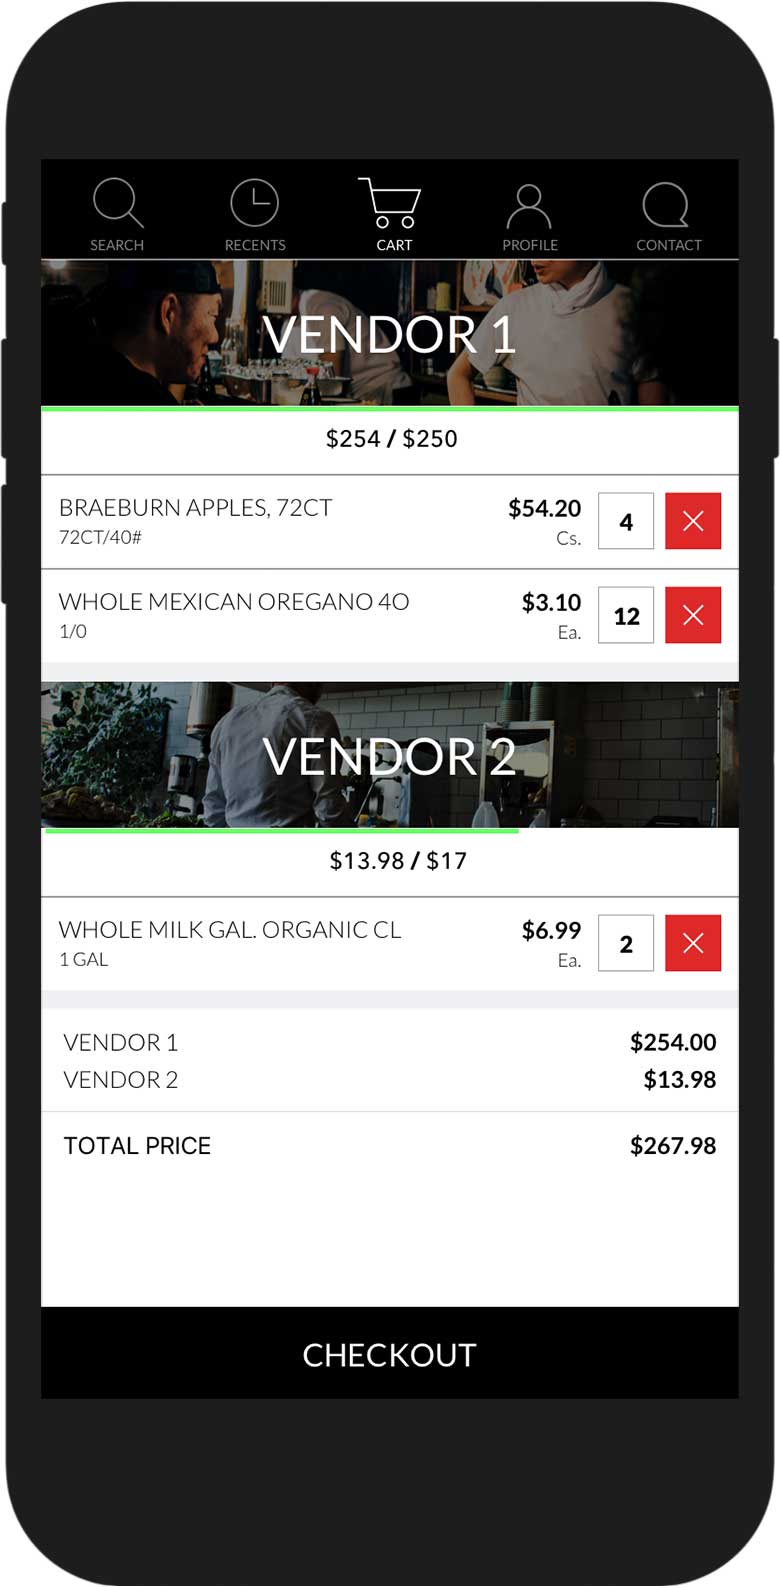 SEARCH RECENTS CART PROFILE CONTACT
VENDOR 1
$254 / $250
BRAEBURN APPLES, 72CT $54.20 4
72CT/40# Cs.
WHOLE MEXICAN OREGANO 4O $3.10 12
1/0 Ea.
VENDOR 2
$13.98 / $17
WHOLE MILK GAL. ORGANIC CL $6.99 2
1 GAL Ea.
VENDOR 1 $254.00
VENDOR 2 $13.98
TOTAL PRICE $267.98
CHECKOUT